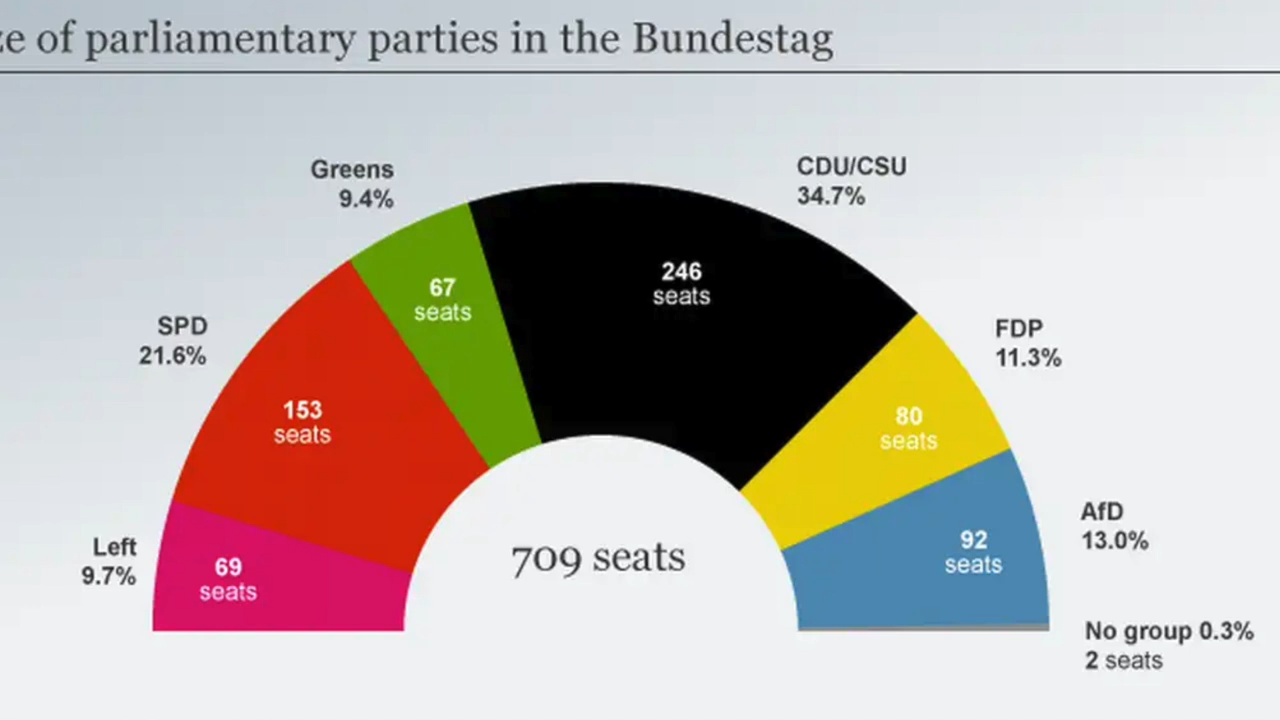 ze of parliamentary parties in the Bundestag
Greens
9.4%
CDU/CSU
34.7%
246
seats
67
seats
SPD
21.6%
FDP
11.3%
153
seats
80
seats
AfD
13.0%
Left
9.7%
69
seats
709 seats
92
seats
No group 0.3%
2 seats